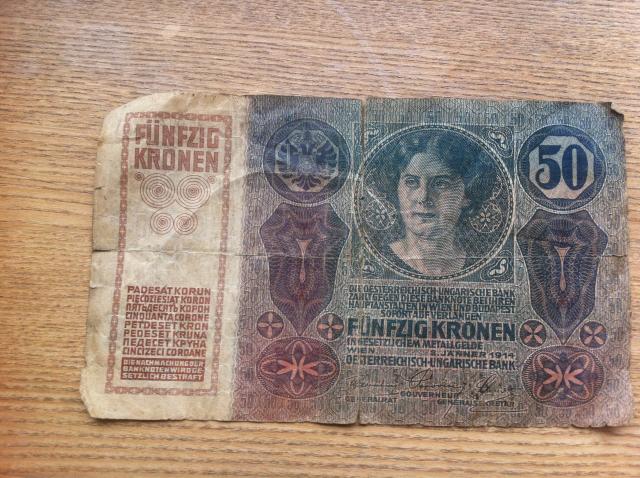 FÜNFZIG
KRONEN
PADESÁT KORUN
PIĘĆDZIESIĄT KORON
ПЯТЬДЕСЯТЬ КОРОН
CINQUANTA CORONE
PETDESET KRON
PEDESET KRUNA
ПЕДЕСЕТ КРУНА
CINCIZECI COROANE
DIE NACHMACHUNG DER
BANKNOTEN WIRD GE-
SETZLICH BESTRAFT
50
DIE OESTERREICHISCH-UNGARISCHE BANK
ZAHLT GEGEN DIESE BANKNOTE BEI IHREN
HAUPTANSTALTEN WIEN UND BUDAPEST
SOFORT AUF VERLANGEN
FÜNFZIG KRONEN
IN GESETZLICHEM METALLGELDE
WIEN, 2. JÄNNER 1914
OESTERREICHISCH-UNGARISCHE BANK
GENERALRAT
GOUVERNEUR